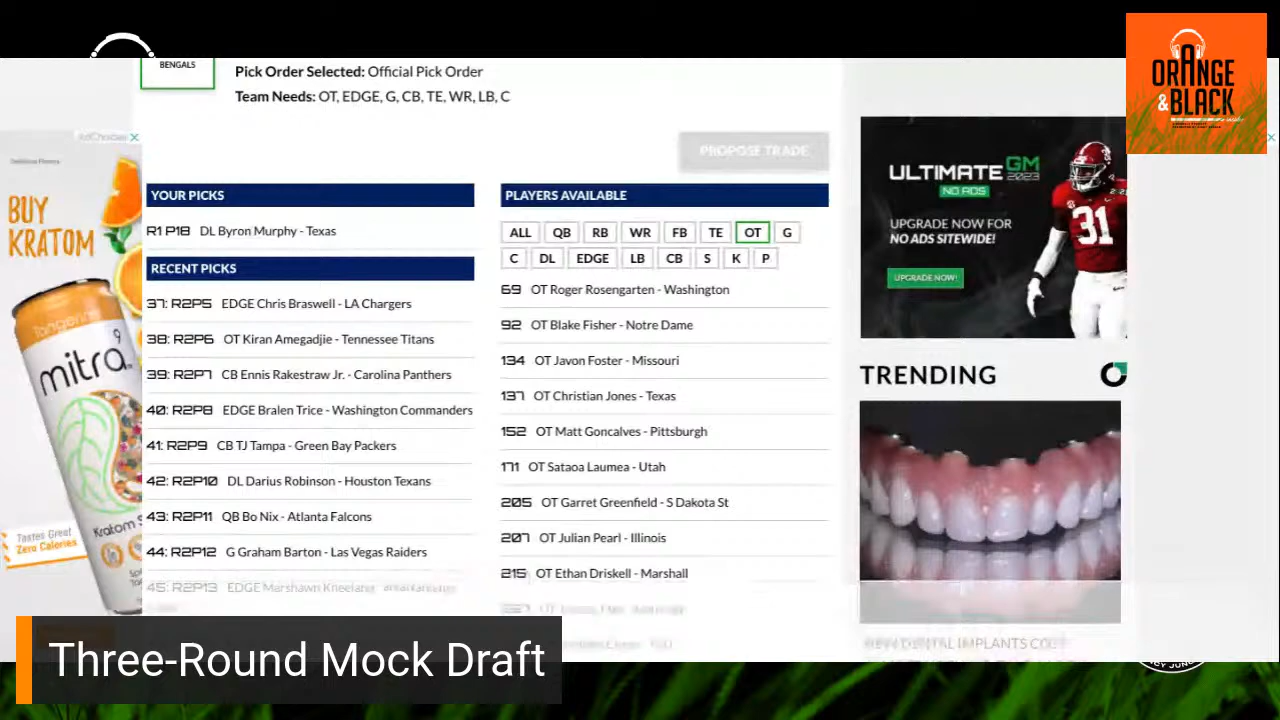 BENGALS
Pick Order Selected: Official Pick Order
Team Needs: OT, EDGE, G, CB, TE, WR, LB, C
ORANGE
& BLACK
AdChoices
BUY
KRATOM
Tangerine
mitra 9
Kratom
Tastes Great
Zero Calories
PROPOSE TRADE
YOUR PICKS
R1 P18 DL Byron Murphy - Texas
RECENT PICKS
37: R2P5 EDGE Chris Braswell - LA Chargers
38: R2P6 OT Kiran Amegadjie - Tennessee Titans
39: R2P7 CB Ennis Rakestraw Jr. - Carolina Panthers
40: R2P8 EDGE Bralen Trice - Washington Commanders
41: R2P9 CB TJ Tampa - Green Bay Packers
42: R2P10 DL Darius Robinson - Houston Texans
43: R2P11 QB Bo Nix - Atlanta Falcons
44: R2P12 G Graham Barton - Las Vegas Raiders
45: R2P13 EDGE Marshawn Kneeland
PLAYERS AVAILABLE
ALL QB RB WR FB TE OT G
C DL EDGE LB CB S K P
69 OT Roger Rosengarten - Washington
92 OT Blake Fisher - Notre Dame
134 OT Javon Foster - Missouri
137 OT Christian Jones - Texas
152 OT Matt Goncalves - Pittsburgh
171 OT Sataoa Laumea - Utah
205 OT Garret Greenfield - S Dakota St
207 OT Julian Pearl - Illinois
215 OT Ethan Driskell - Marshall
ULTIMATE GM
2023
NO ADS
UPGRADE NOW FOR
NO ADS SITEWIDE!
UPGRADE NOW!
31
TRENDING
NEW DENTAL IMPLANTS
Three-Round Mock Draft